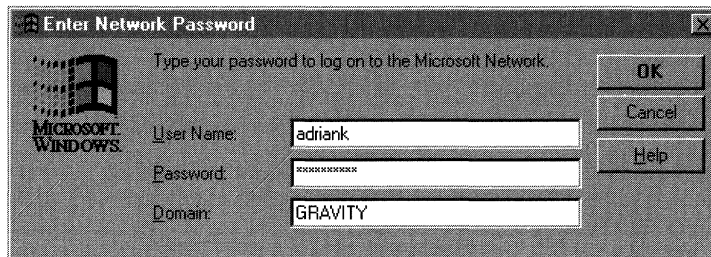 Enter Network Password
Type your password to log on to the Microsoft Network.
OK
Cancel
Help
MICROSOFT.
WINDOWS.
User Name: adriank
Password: **********
Domain: GRAVITY